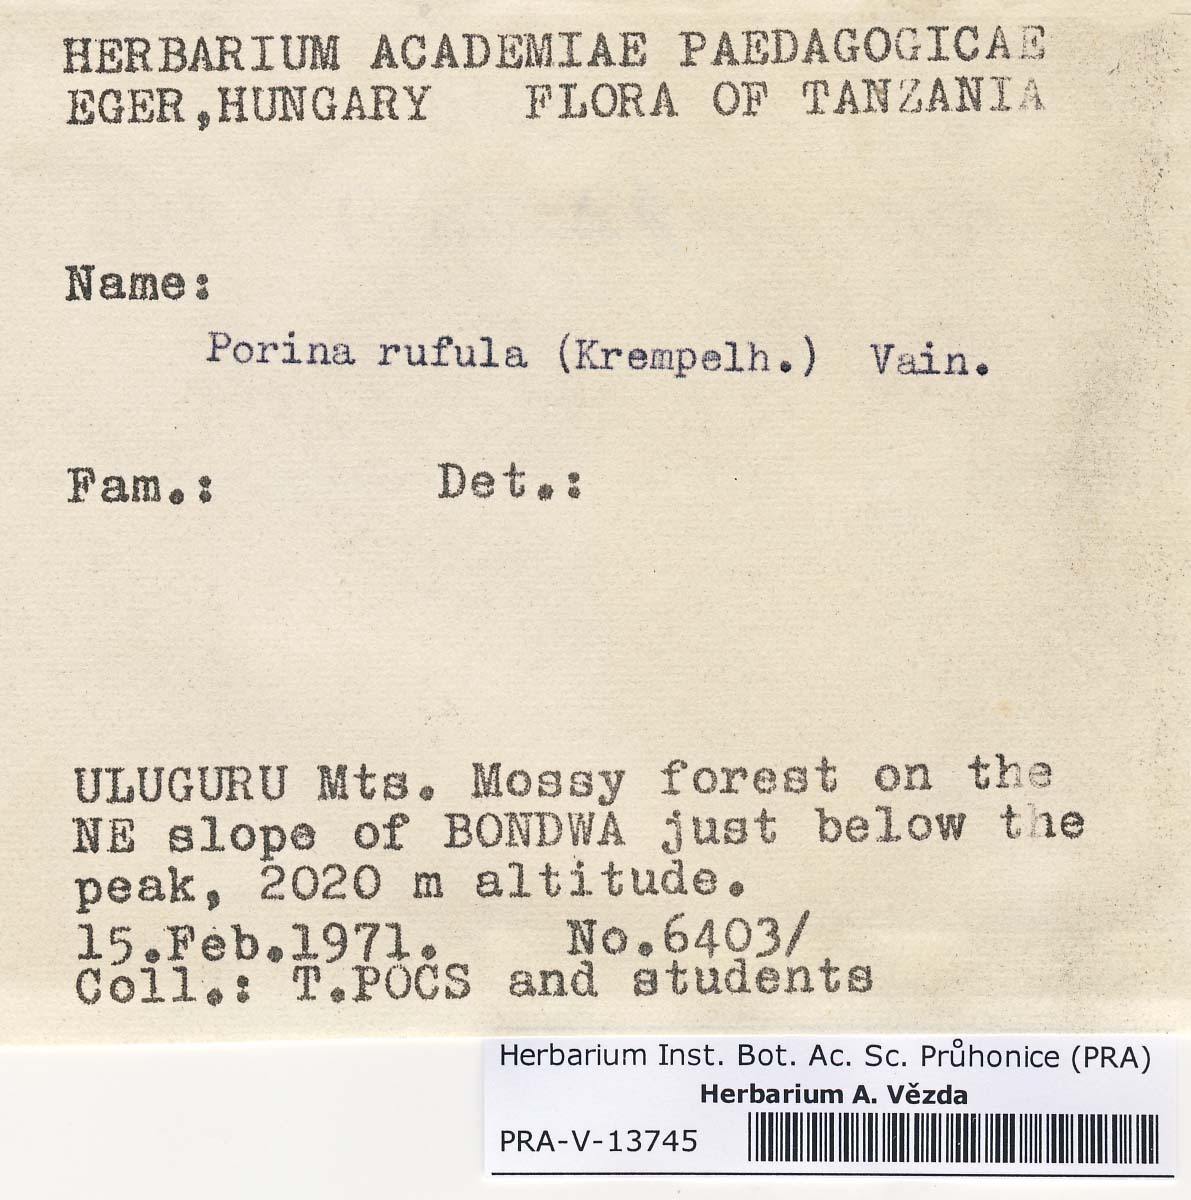 HERBARIUM ACADEMIAE PAEDAGOGICAE
EGER,HUNGARY FLORA OF TANZANIA
Name:
Porina rufula (Krempelh.) Vain.
Fam.: Det.:
ULUGURU Mts. Mossy forest on the
NE slope of BONDWA just below the
peak, 2020 m altitude.
15.Feb.1971. No.6403/
Coll.: T.POCS and students
Herbarium Inst. Bot. Ac. Sc. Průhonice (PRA)
Herbarium A. Vězda
PRA-V-13745